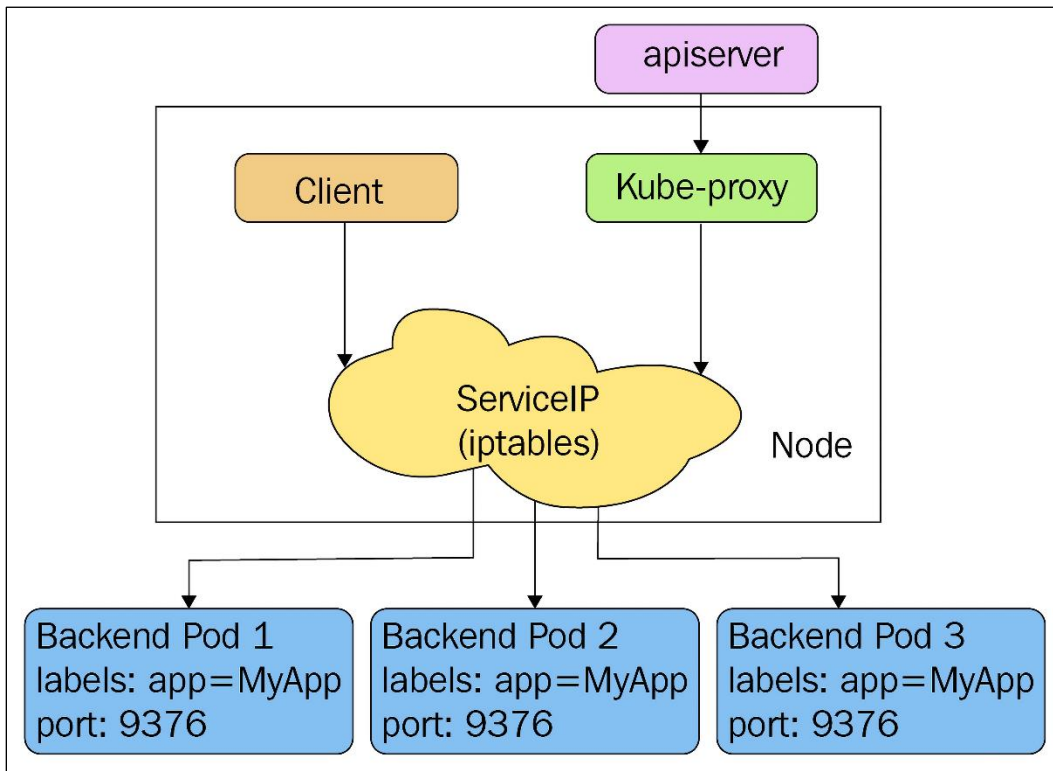 apiserver
Client
Kube-proxy
ServiceIP
(iptables)
Node
Backend Pod 1
labels: app=MyApp
port: 9376
Backend Pod 2
labels: app=MyApp
port: 9376
Backend Pod 3
labels: app=MyApp
port: 9376